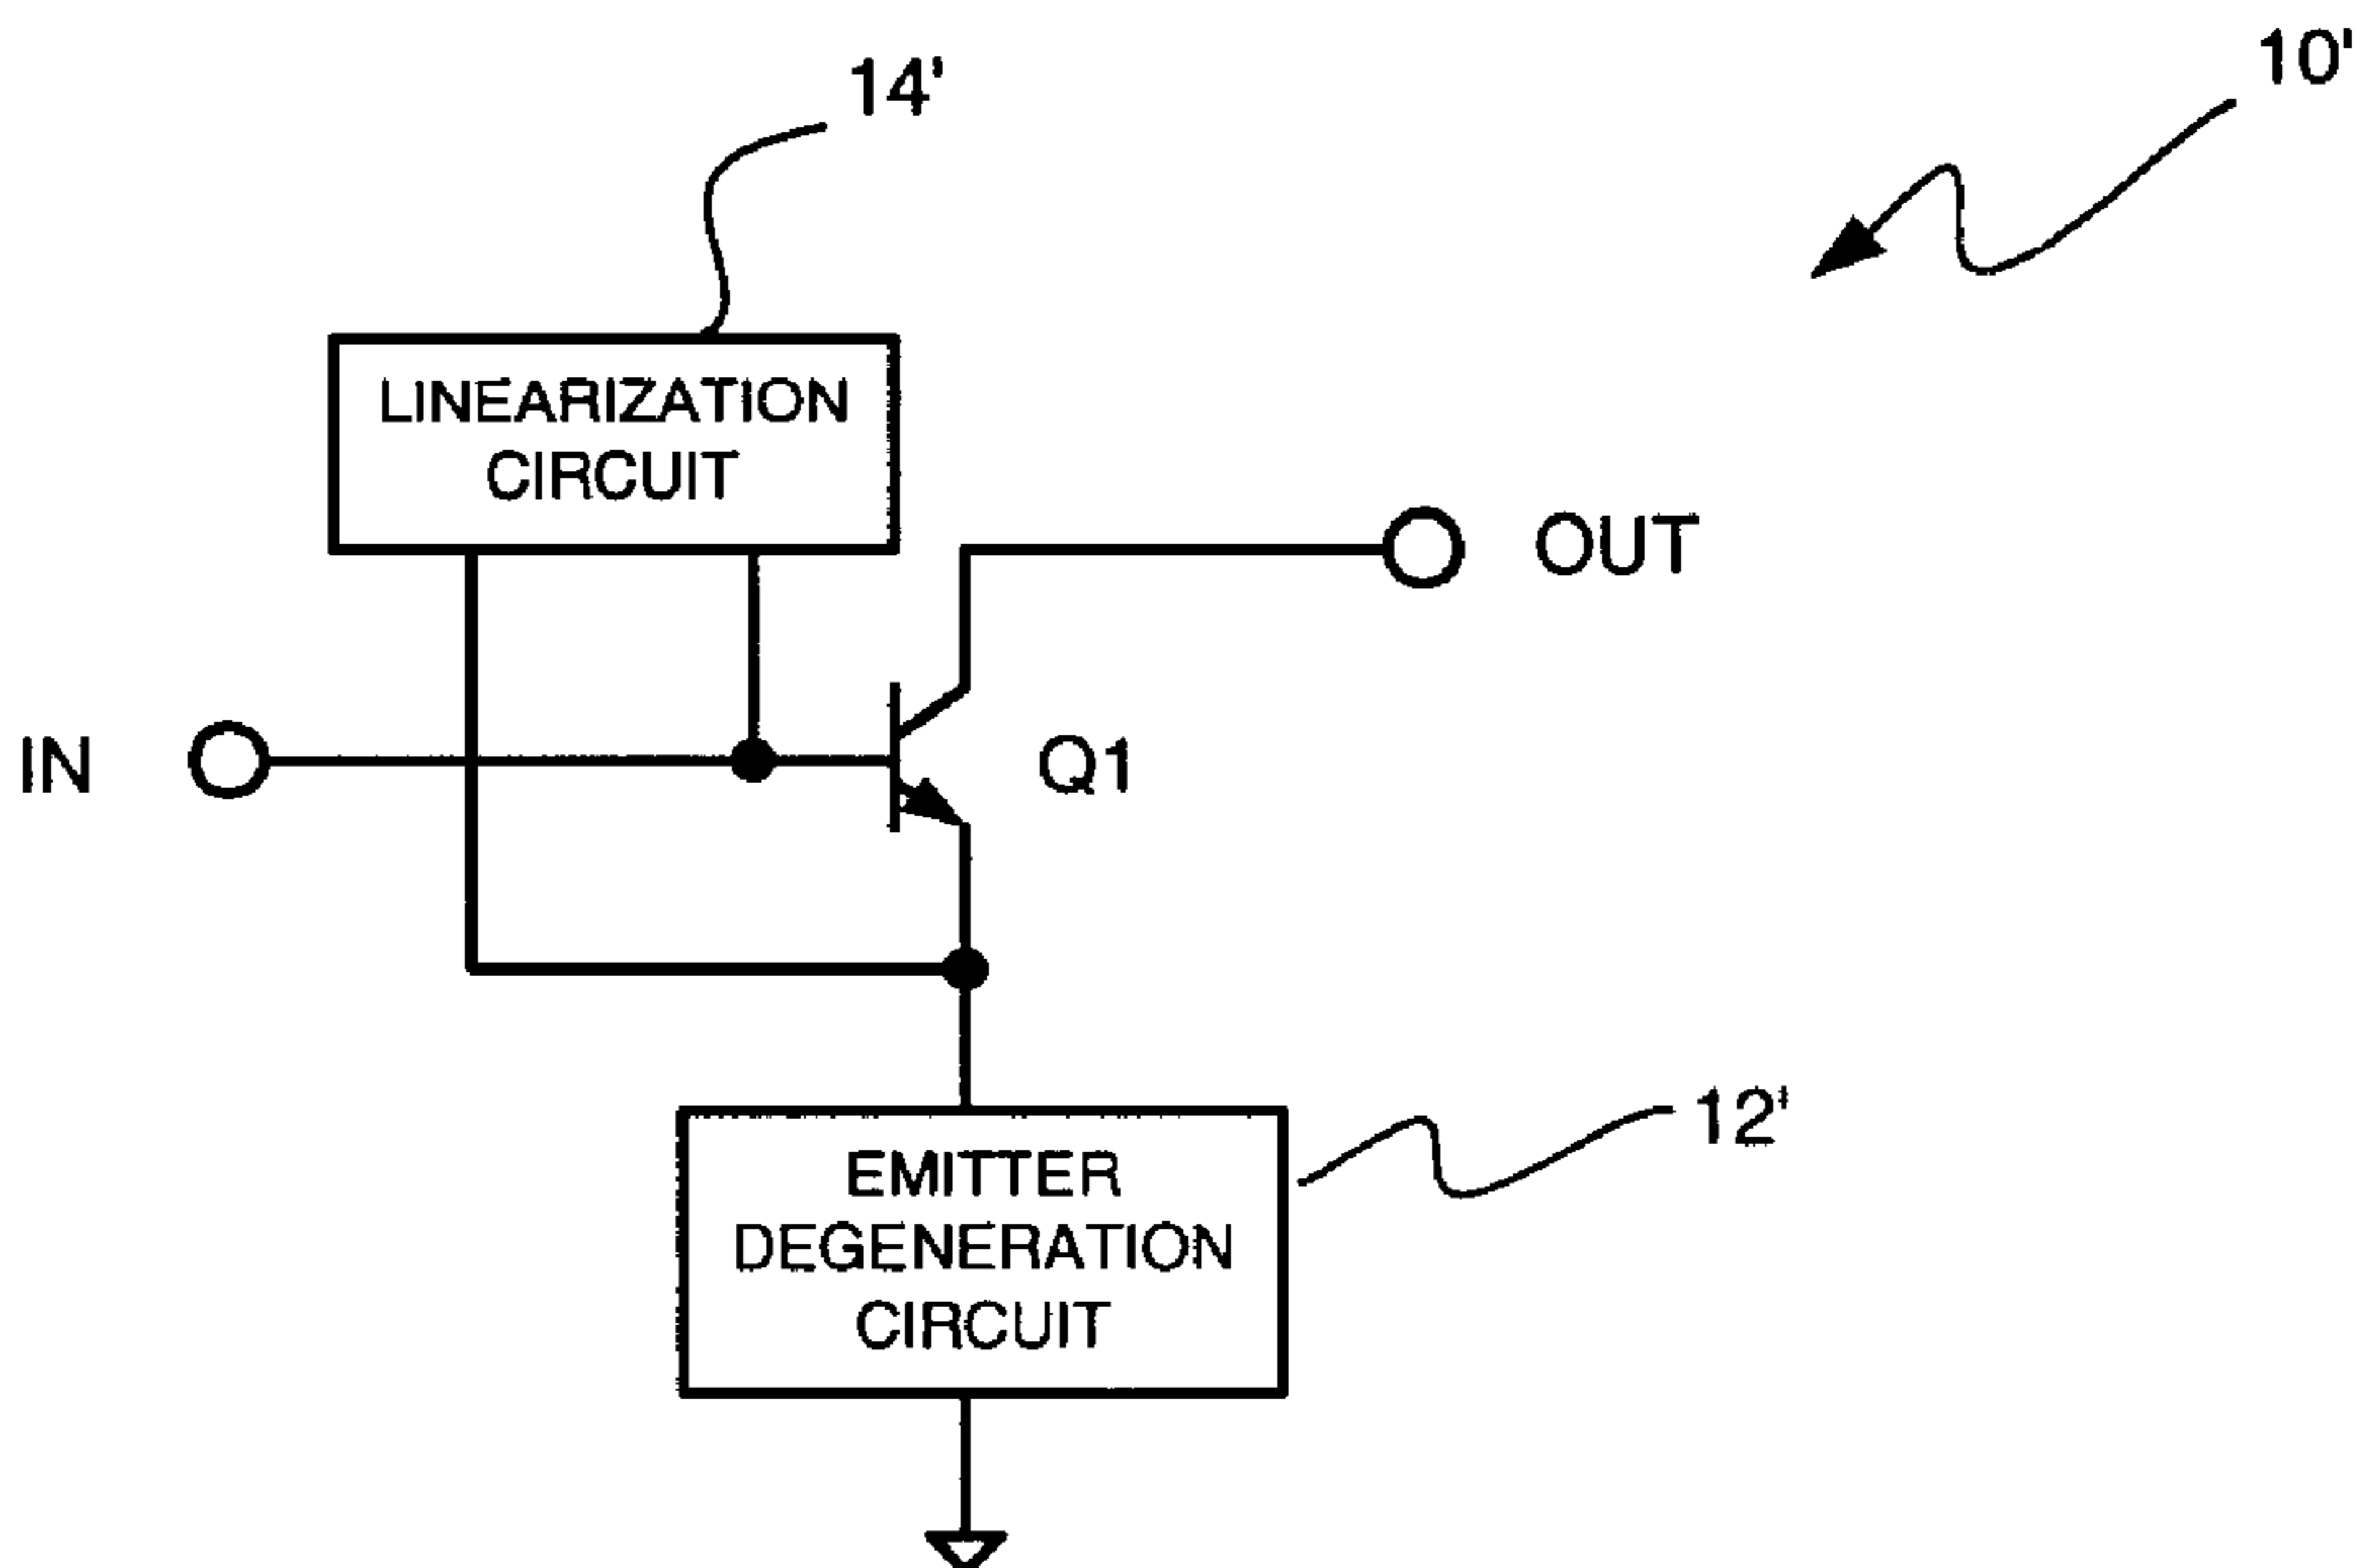 10'
14'
LINEARIZATION
CIRCUIT
OUT
IN
Q1
12'
EMITTER
DEGENERATION
CIRCUIT